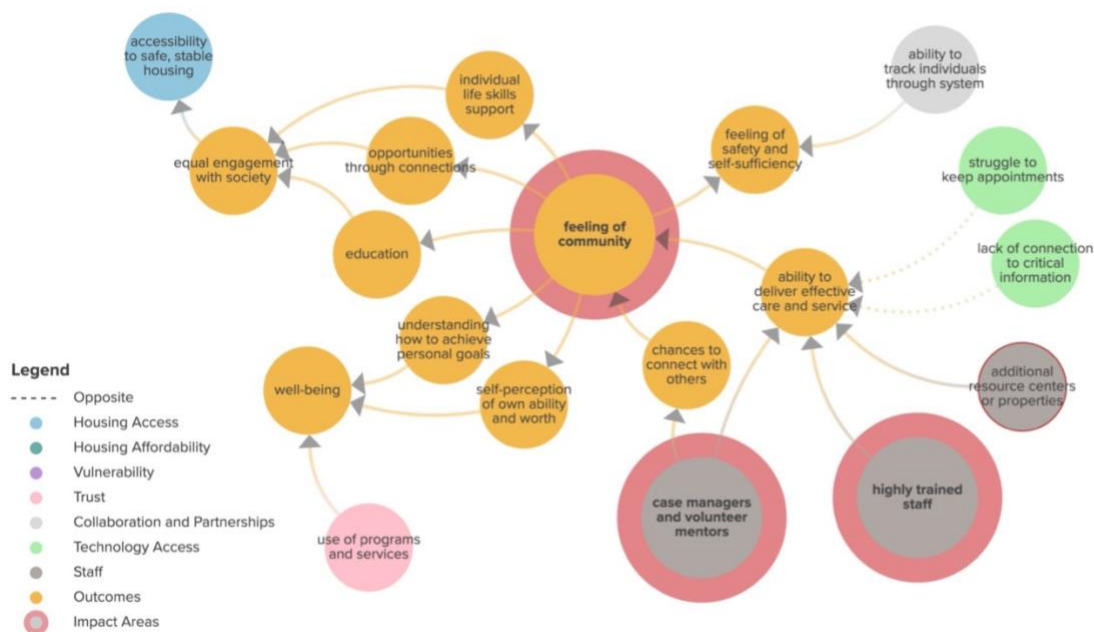 accessibility
to safe, stable
housing
individual
life skills
support
ability to
track individuals
through system
equal engagement
with society
opportunities
through connections
feeling of
safety and
self-sufficiency
struggle to
keep appointments
education
feeling of
community
lack of connection
to critical
information
ability to
deliver effective
care and service
understanding
how to achieve
personal goals
chances to
connect with
others
well-being
self-perception
of own ability
and worth
additional
resource centers
or properties
case managers
and volunteer
mentors
highly trained
staff
use of programs
and services
Legend
Opposite
Housing Access
Housing Affordability
Vulnerability
Trust
Collaboration and Partnerships
Technology Access
Staff
Outcomes
Impact Areas